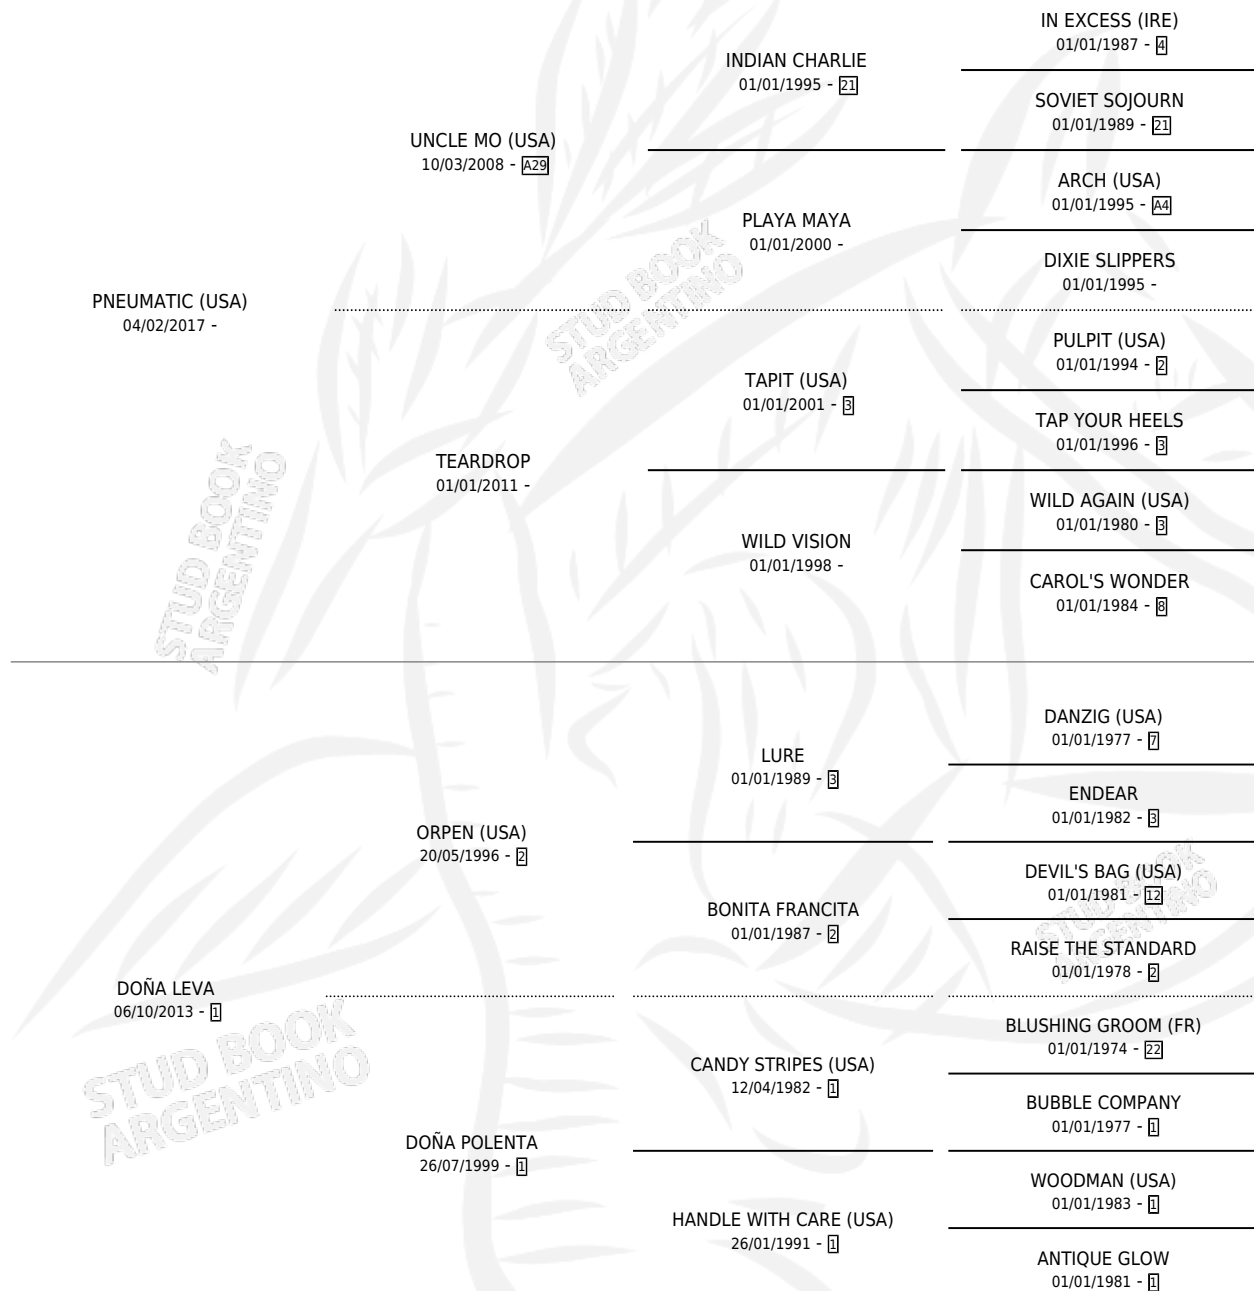 IN EXCESS (IRE)
01/01/1987 - 4
INDIAN CHARLIE
01/01/1995 - 21
SOVIET SOJOURN
01/01/1989 - 21
UNCLE MO (USA)
10/03/2008 - A29
ARCH (USA)
01/01/1995 - A4
PLAYA MAYA
01/01/2000 -
DIXIE SLIPPERS
01/01/1995 -
PNEUMATIC (USA)
04/02/2017 -
PULPIT (USA)
01/01/1994 - 2
TAPIT (USA)
01/01/2001 - 3
TAP YOUR HEELS
01/01/1996 - 3
TEARDROP
01/01/2011 -
WILD AGAIN (USA)
01/01/1980 - 3
WILD VISION
01/01/1998 -
CAROL'S WONDER
01/01/1984 - 8
DANZIG (USA)
01/01/1977 - 7
LURE
01/01/1989 - 3
ENDEAR
01/01/1982 - 3
ORPEN (USA)
20/05/1996 - 2
DEVIL'S BAG (USA)
01/01/1981 - 12
BONITA FRANCITA
01/01/1987 - 2
RAISE THE STANDARD
01/01/1978 - 2
DOÑA LEVA
06/10/2013 - 1
BLUSHING GROOM (FR)
01/01/1974 - 22
CANDY STRIPES (USA)
12/04/1982 - 1
BUBBLE COMPANY
01/01/1977 - 1
DOÑA POLENTA
26/07/1999 - 1
WOODMAN (USA)
01/01/1983 - 1
HANDLE WITH CARE (USA)
26/01/1991 - 1
ANTIQUE GLOW
01/01/1981 - 1
STUD BOOK
ARGENTINO
STUD BOOK
ARGENTINO
STUD BOOK
ARGENTINO
STUD BOOK
ARGENTINO